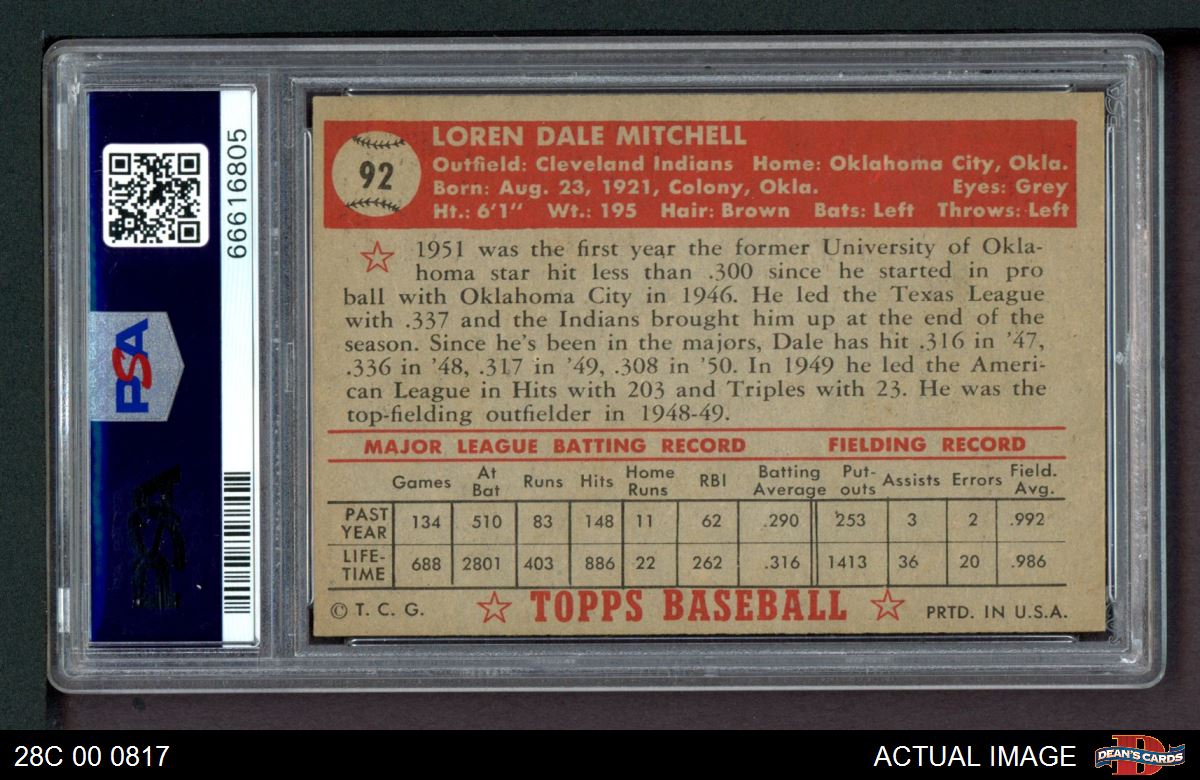 66616805
PSA
PSA
92
LOREN DALE MITCHELL
Outfield: Cleveland Indians Home: Oklahoma City, Okla.
Born: Aug. 23, 1921, Colony, Okla. Eyes: Grey
Ht.: 6'1" Wt.: 195 Hair: Brown Bats: Left Throws: Left
1951 was the first year the former University of Okla-
homa star hit less than .300 since he started in pro
ball with Oklahoma City in 1946. He led the Texas League
with .337 and the Indians brought him up at the end of the
season. Since he's been in the majors, Dale has hit .316 in '47,
.336 in '48, .317 in '49, .308 in '50. In 1949 he led the Ameri-
can League in Hits with 203 and Triples with 23. He was the
top-fielding outfielder in 1948-49.
MAJOR LEAGUE BATTING RECORD FIELDING RECORD
Games At Bat Runs Hits Home Runs RBI Batting Average Put-outs Assists Errors Field. Avg.
PAST YEAR 134 510 83 148 11 62 .290 253 3 2 .992
LIFE-TIME 688 2801 403 886 22 262 .316 1413 36 20 .986
© T. C. G. TOPPS BASEBALL PRTD. IN U.S.A.
28C 00 0817 ACTUAL IMAGE DEAN'S CARDS